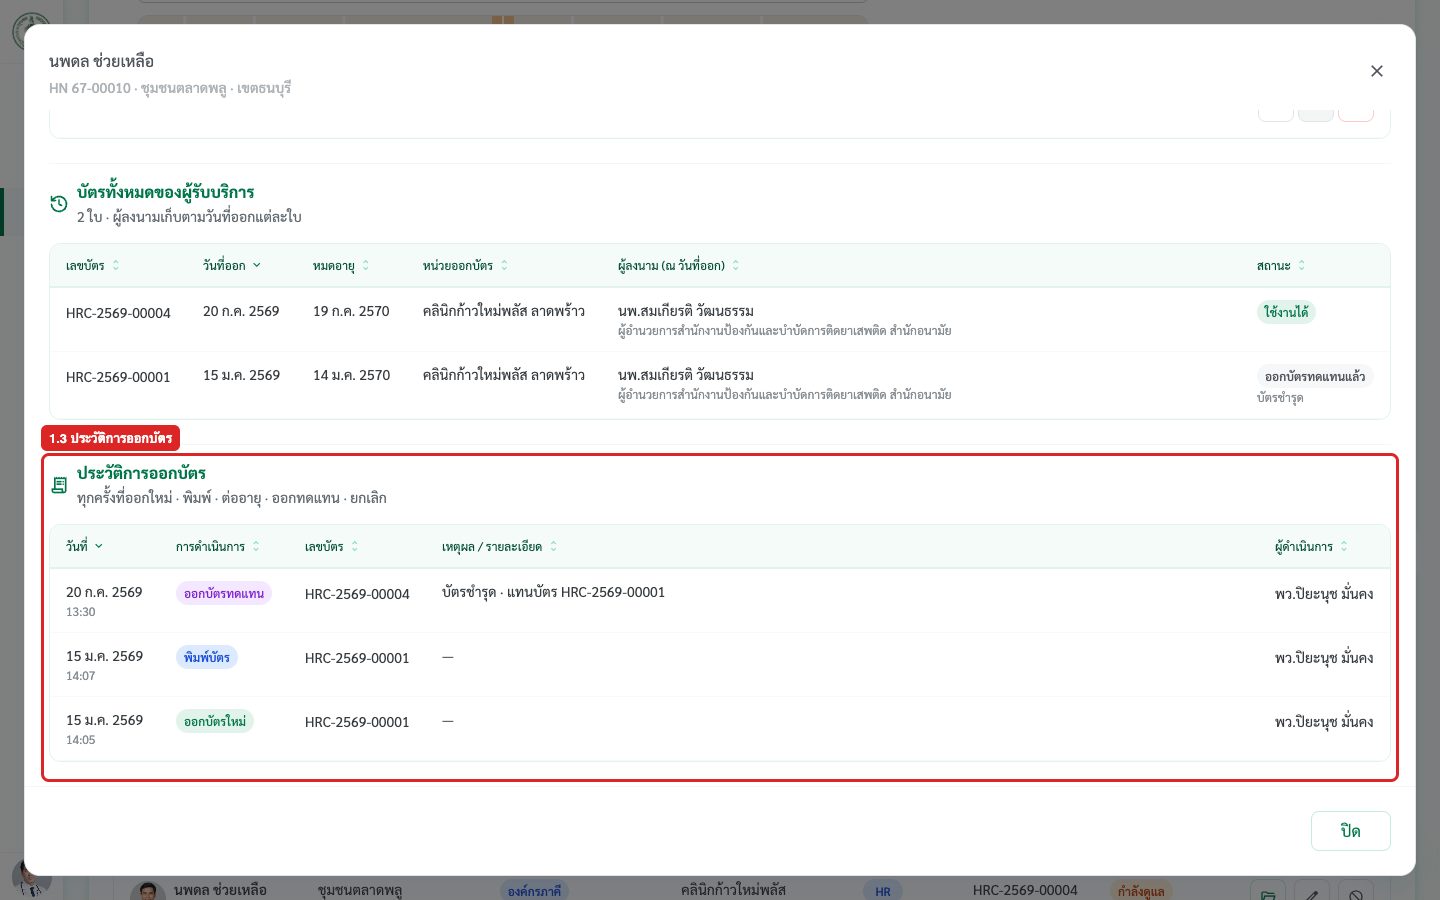 นพดล ช่วยเหลือ
HN 67-00010 · ชุมชนตลาดพลู · เขตธนบุรี
บัตรทั้งหมดของผู้รับบริการ
2 ใบ · ผู้ลงนามเก็บตามวันที่ออกแต่ละใบ
เลขบัตร วันที่ออก หมดอายุ หน่วยออกบัตร ผู้ลงนาม (ณ วันที่ออก) สถานะ
HRC-2569-00004 20 ก.ค. 2569 19 ก.ค. 2570 คลินิกก้าวใหม่พลัส ลาดพร้าว นพ.สมเกียรติ วัฒนธรรม ใช้งานได้
ผู้อำนวยการสำนักงานป้องกันและบำบัดการติดยาเสพติด สำนักอนามัย
HRC-2569-00001 15 ม.ค. 2569 14 ม.ค. 2570 คลินิกก้าวใหม่พลัส ลาดพร้าว นพ.สมเกียรติ วัฒนธรรม ออกบัตรทดแทนแล้ว
ผู้อำนวยการสำนักงานป้องกันและบำบัดการติดยาเสพติด สำนักอนามัย บัตรชำรุด
1.3 ประวัติการออกบัตร
ประวัติการออกบัตร
ทุกครั้งที่ออกใหม่ · พิมพ์ · ต่ออายุ · ออกทดแทน · ยกเลิก
วันที่ การดำเนินการ เลขบัตร เหตุผล / รายละเอียด ผู้ดำเนินการ
20 ก.ค. 2569 ออกบัตรทดแทน HRC-2569-00004 บัตรชำรุด · แทนบัตร HRC-2569-00001 พว.ปิยะนุช มั่นคง
13:30
15 ม.ค. 2569 พิมพ์บัตร HRC-2569-00001 — พว.ปิยะนุช มั่นคง
14:07
15 ม.ค. 2569 ออกบัตรใหม่ HRC-2569-00001 — พว.ปิยะนุช มั่นคง
14:05
ปิด
นพดล ช่วยเหลือ ชุมชนตลาดพลู องค์กรภาคี คลินิกก้าวใหม่พลัส HR HRC-2569-00004 กำลังดูแล